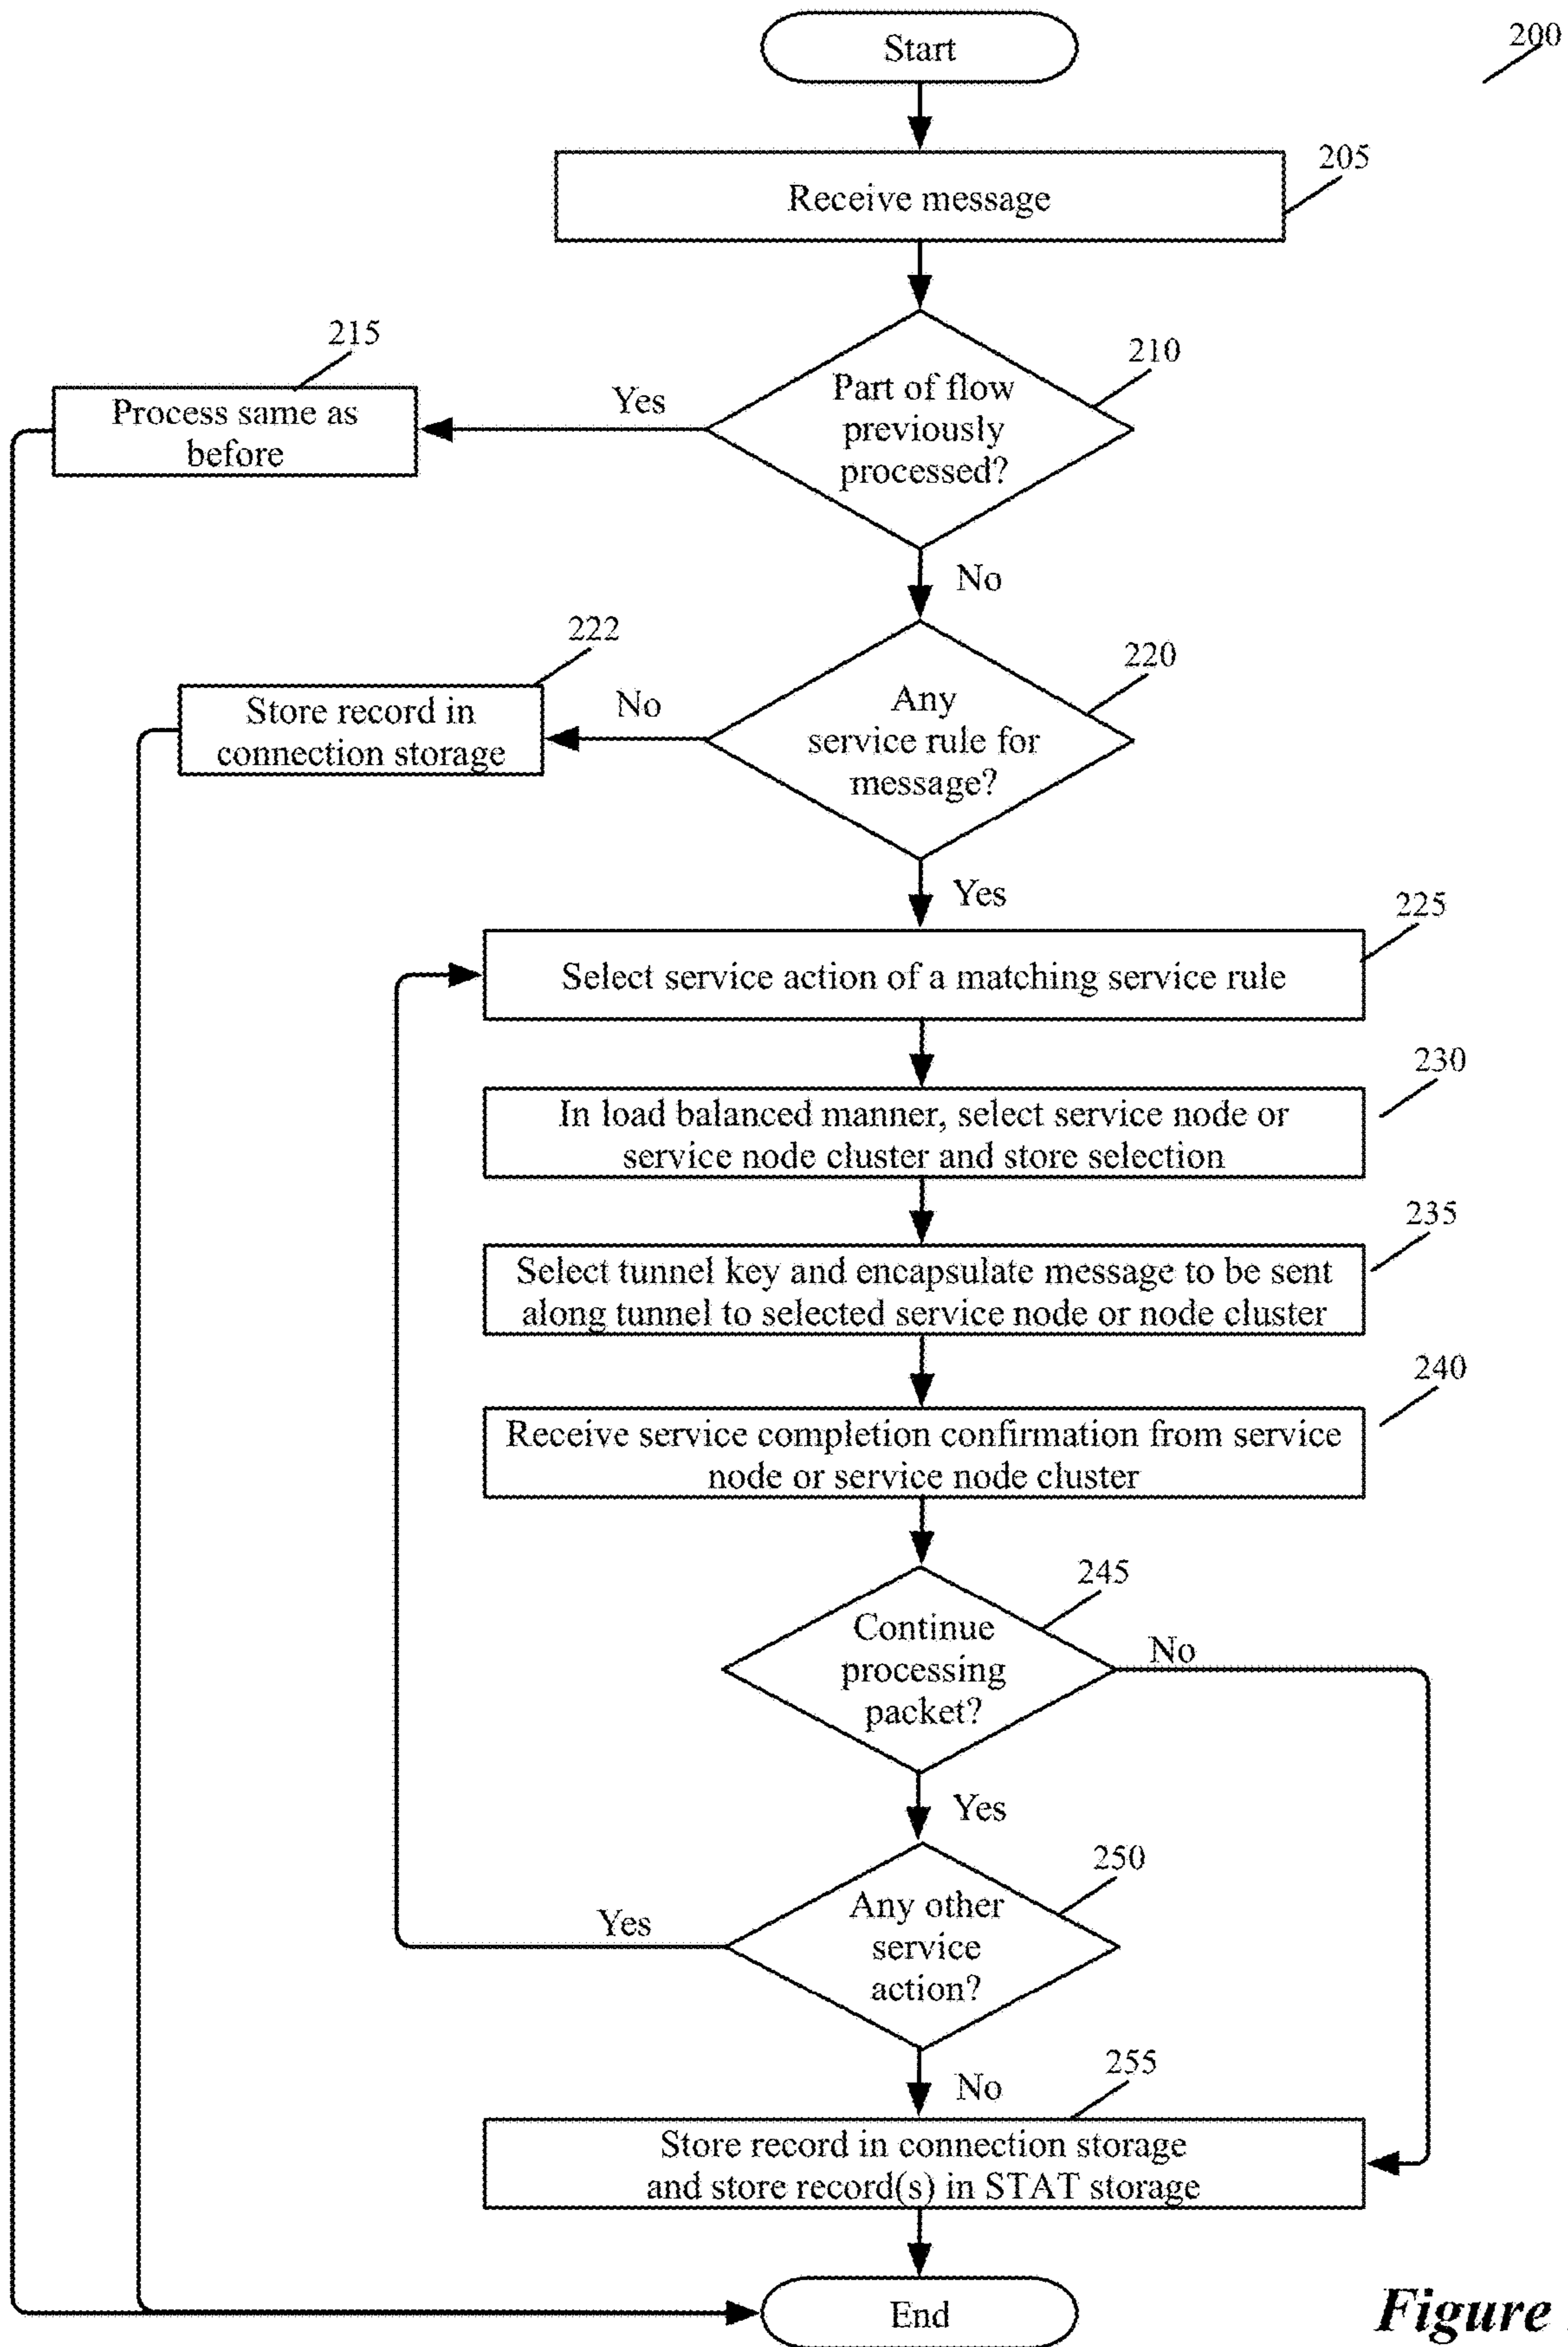 Start
200
205
Receive message
215
210
Part of flow
previously
processed?
Yes
Process same as
before
No
222
220
Any
service rule for
message?
No
Store record in
connection storage
Yes
225
Select service action of a matching service rule
230
In load balanced manner, select service node or
service node cluster and store selection
235
Select tunnel key and encapsulate message to be sent
along tunnel to selected service node or node cluster
240
Receive service completion confirmation from service
node or service node cluster
245
Continue
processing
packet?
No
Yes
250
Any other
service
action?
Yes
255
No
Store record in connection storage
and store record(s) in STAT storage
End
Figure